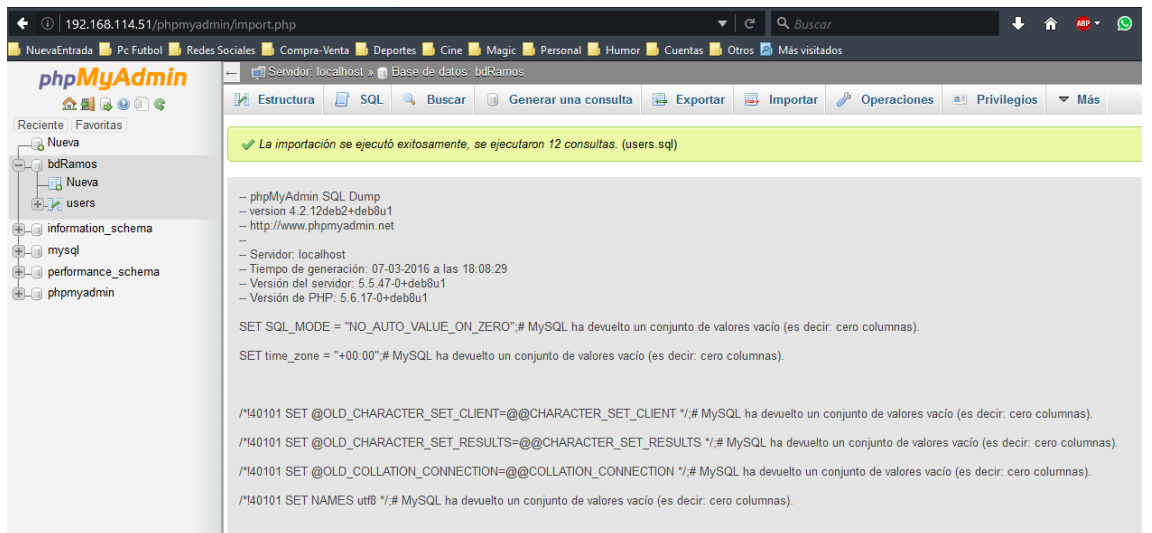 192.168.114.51/phpmyadmin/import.php
Buscar
ABP
NuevaEntrada Pc Futbol Redes Sociales Compra-Venta Deportes Cine Magic Personal Humor Cuentas Otros Más visitados
phpMyAdmin
Servidor: localhost » Base de datos: bdRamos
Estructura SQL Buscar Generar una consulta Exportar Importar Operaciones Privilegios Más
Reciente Favoritas
Nueva
bdRamos
Nueva
users
information_schema
mysql
performance_schema
phpmyadmin
La importación se ejecutó exitosamente, se ejecutaron 12 consultas. (users.sql)
-- phpMyAdmin SQL Dump
-- version 4.2.12deb2+deb8u1
-- http://www.phpmyadmin.net
--
-- Servidor: localhost
-- Tiempo de generación: 07-03-2016 a las 18:08:29
-- Versión del servidor: 5.5.47-0+deb8u1
-- Versión de PHP: 5.6.17-0+deb8u1
SET SQL_MODE = "NO_AUTO_VALUE_ON_ZERO";# MySQL ha devuelto un conjunto de valores vacío (es decir: cero columnas).
SET time_zone = "+00:00";# MySQL ha devuelto un conjunto de valores vacío (es decir: cero columnas).
/*!40101 SET @OLD_CHARACTER_SET_CLIENT=@@CHARACTER_SET_CLIENT */;# MySQL ha devuelto un conjunto de valores vacío (es decir: cero columnas).
/*!40101 SET @OLD_CHARACTER_SET_RESULTS=@@CHARACTER_SET_RESULTS */;# MySQL ha devuelto un conjunto de valores vacío (es decir: cero columnas).
/*!40101 SET @OLD_COLLATION_CONNECTION=@@COLLATION_CONNECTION */;# MySQL ha devuelto un conjunto de valores vacío (es decir: cero columnas).
/*!40101 SET NAMES utf8 */;# MySQL ha devuelto un conjunto de valores vacío (es decir: cero columnas).